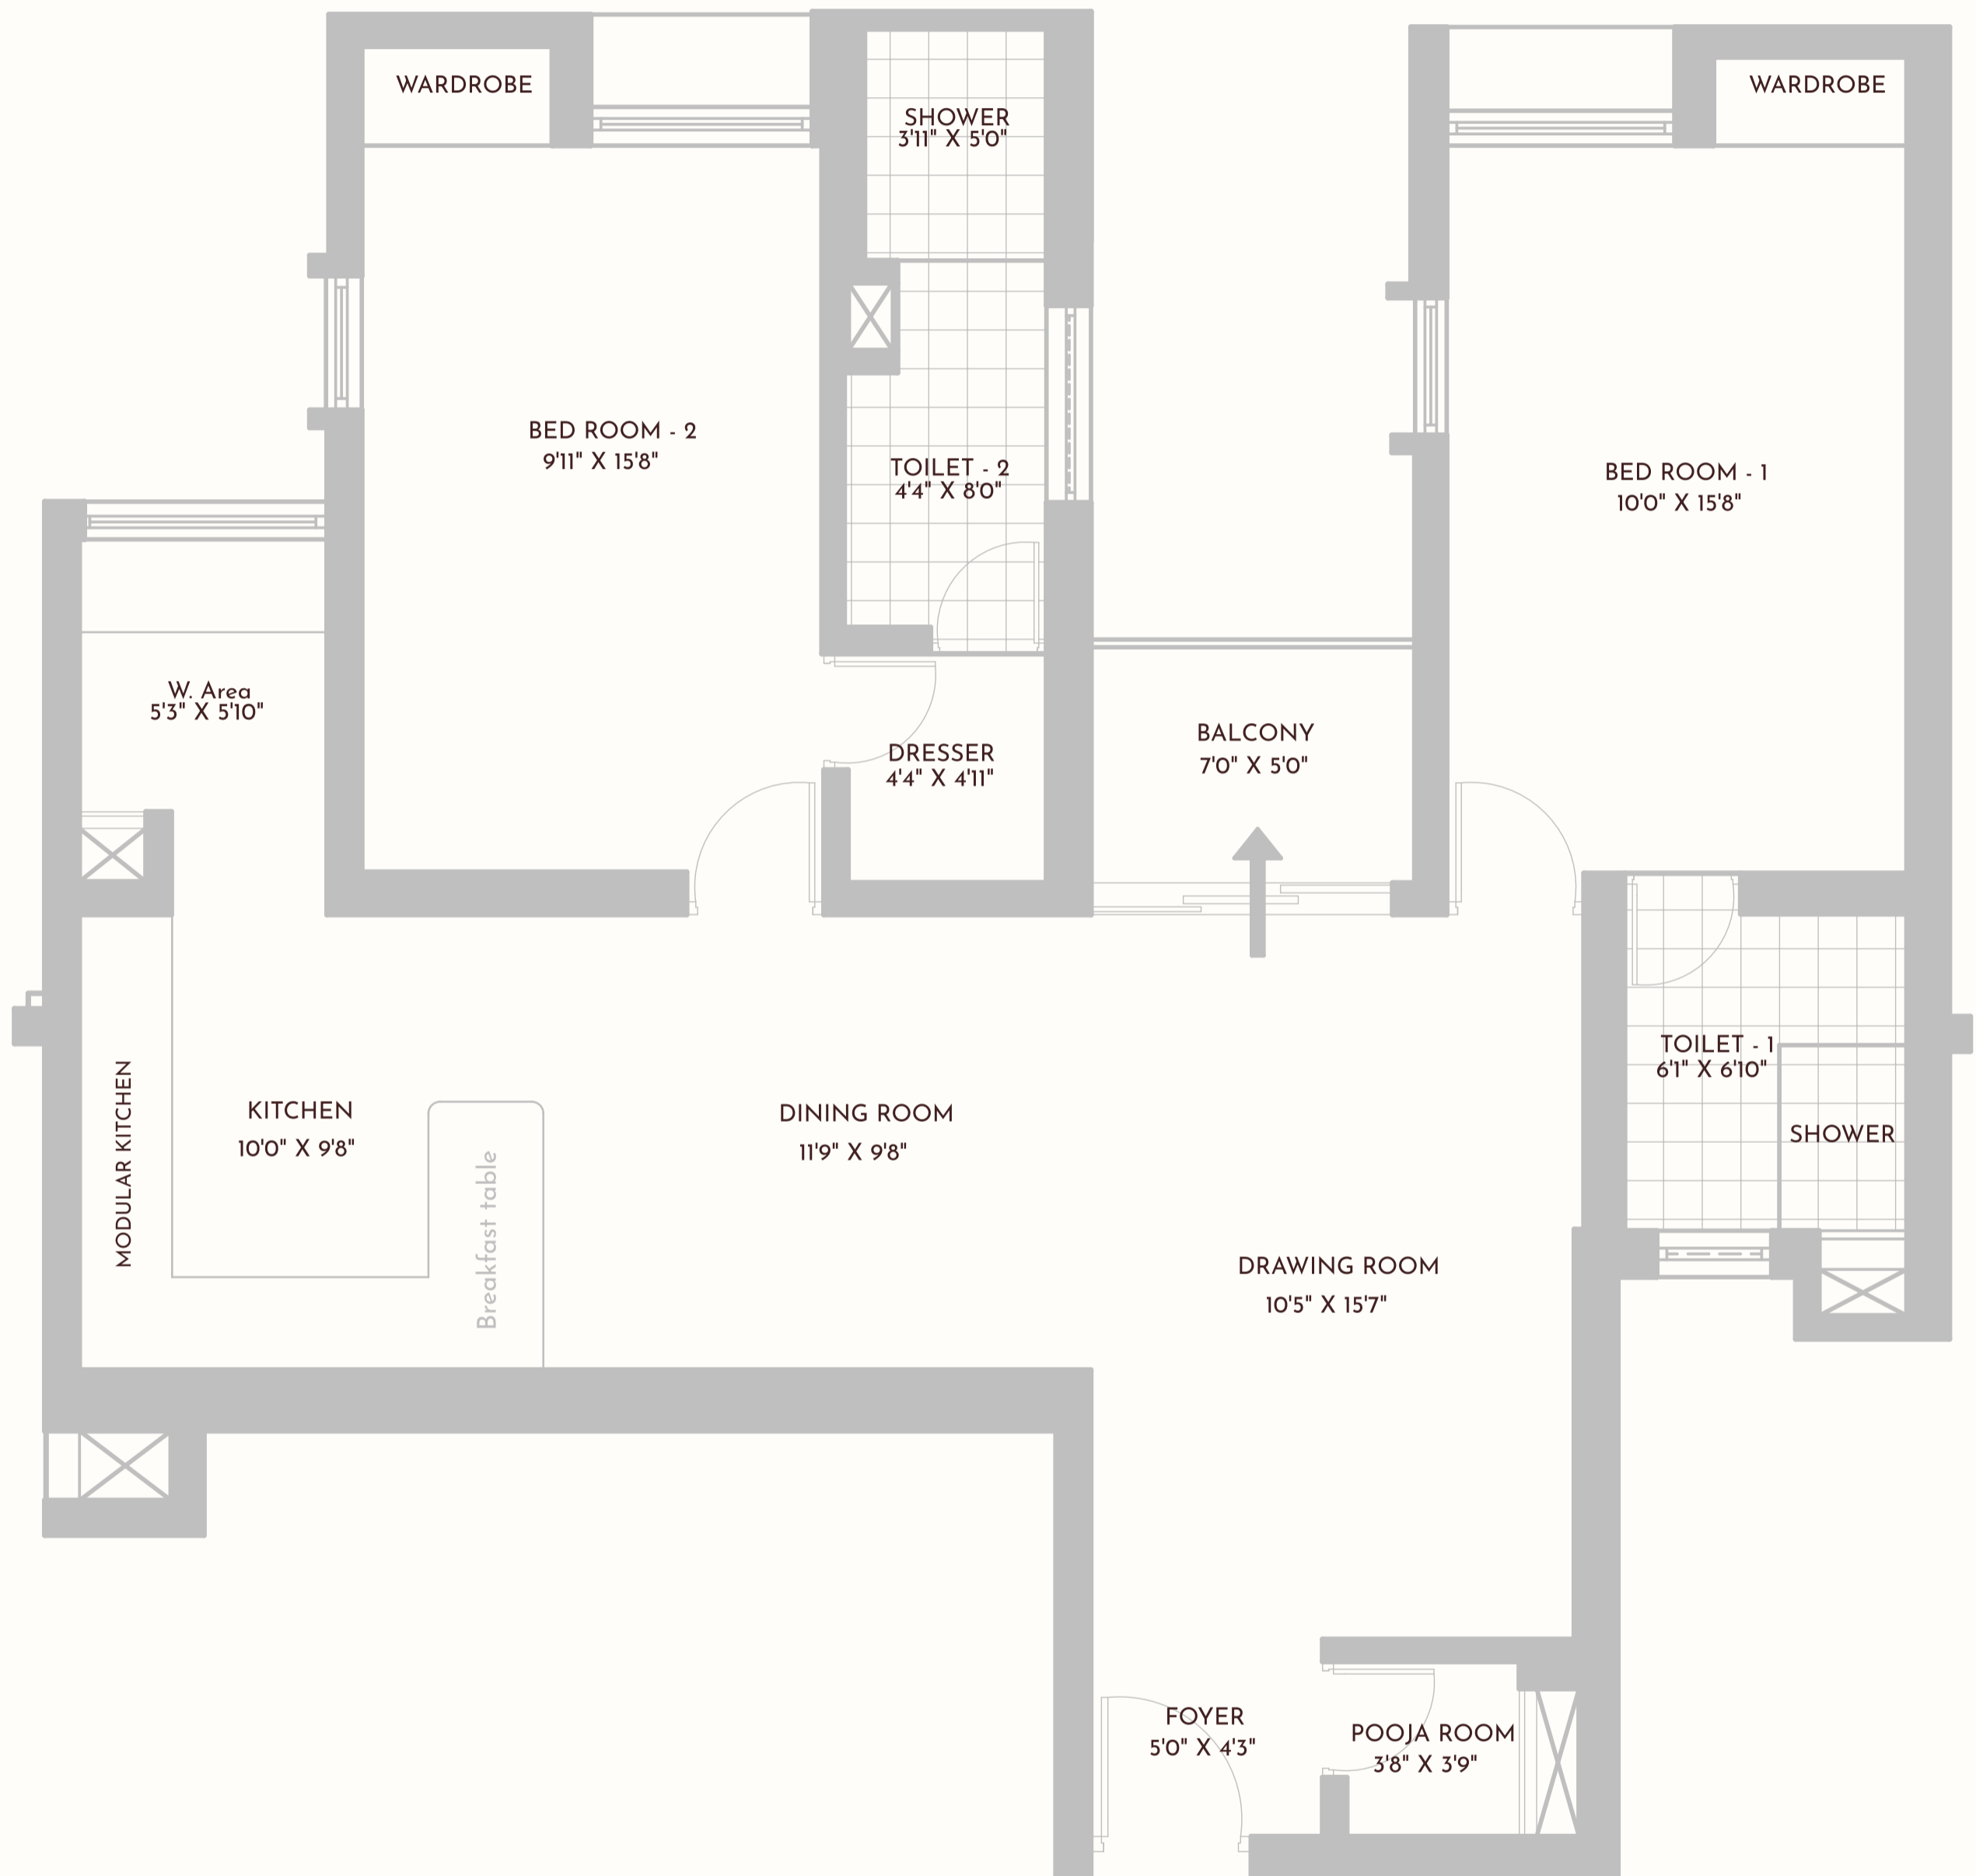 WARDROBE
WARDROBE
SHOWER
3'11" X 5'0"
BED ROOM - 2
9'11" X 15'8"
TOILET - 2
4'4" X 8'0"
BED ROOM - 1
10'0" X 15'8"
W. Area
5'3" X 5'10"
BALCONY
7'0" X 5'0"
DRESSER
4'4" X 4'11"
TOILET - 1
6'1" X 6'10"
SHOWER
MODULAR KITCHEN
KITCHEN
10'0" X 9'8"
Breakfast table
DINING ROOM
11'9" X 9'8"
DRAWING ROOM
10'5" X 15'7"
FOYER
5'0" X 4'3"
POOJA ROOM
3'8" X 3'9"